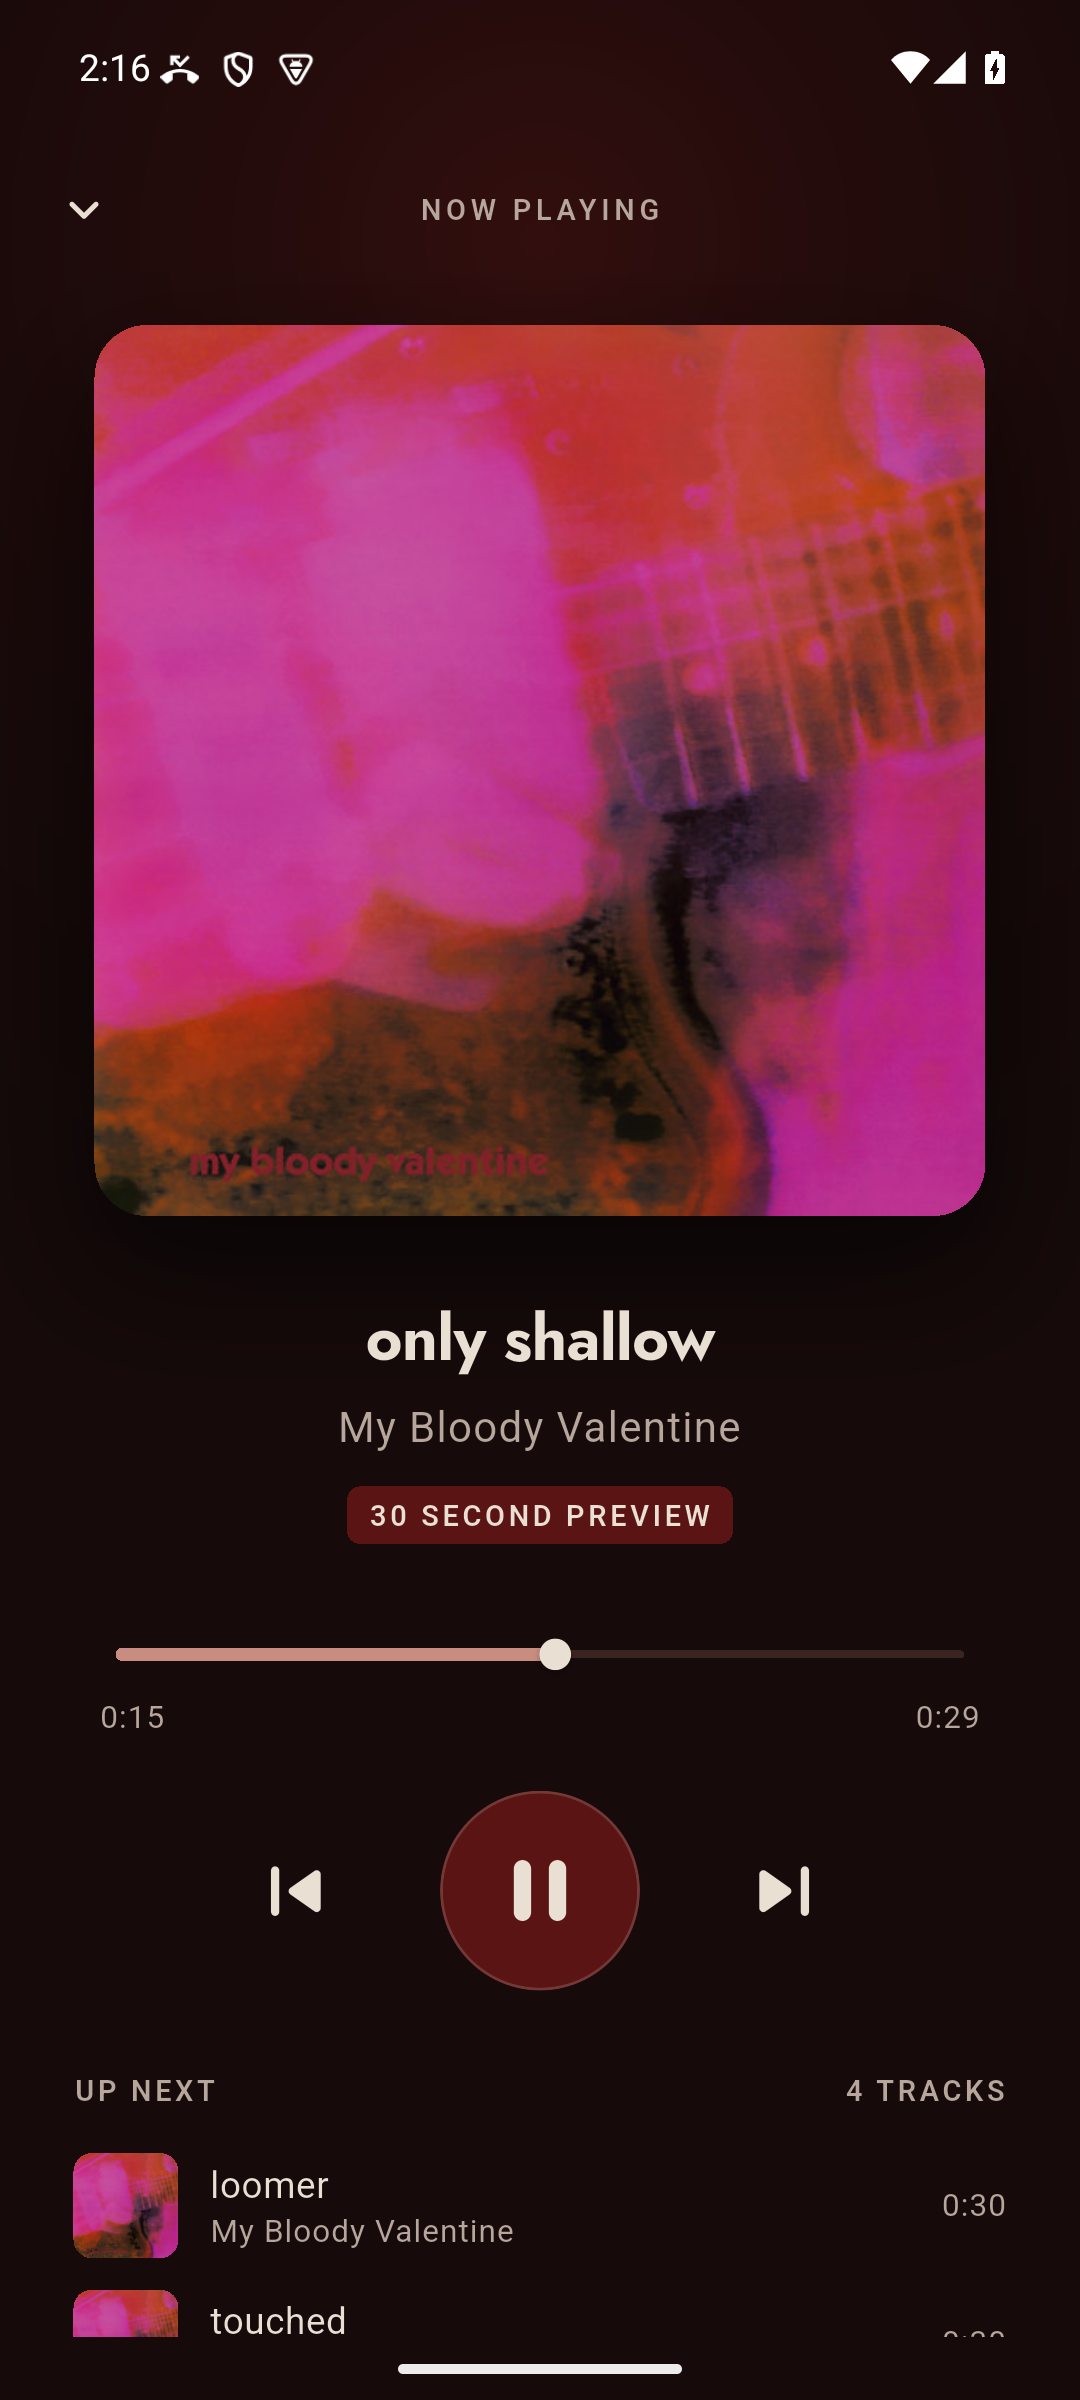 2:16
NOW PLAYING
my bloody valentine
only shallow
My Bloody Valentine
30 SECOND PREVIEW
0:15 0:29
UP NEXT 4 TRACKS
loomer
My Bloody Valentine
0:30
touched